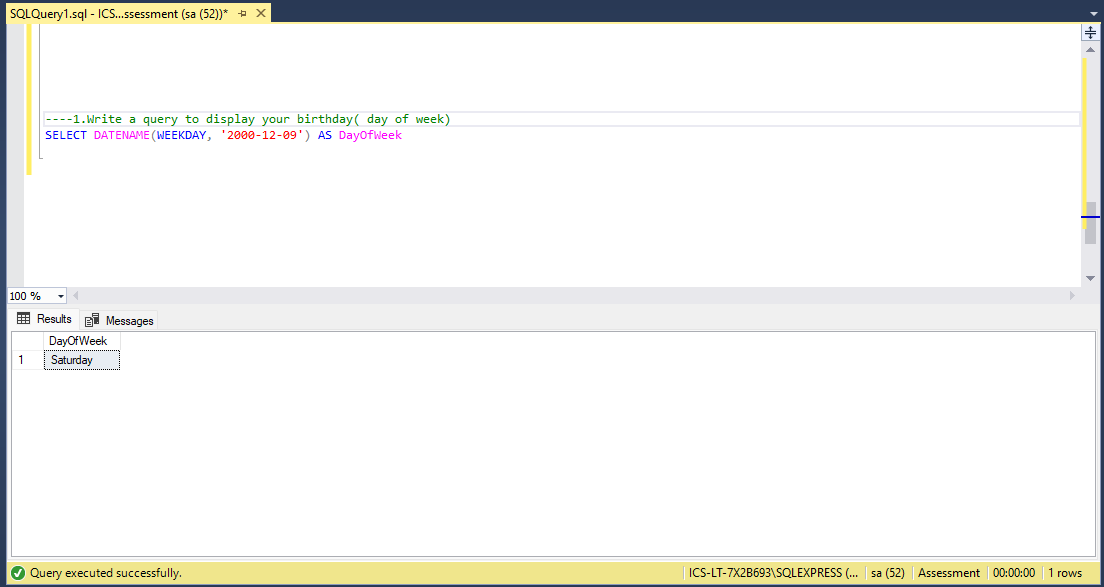 SQLQuery1.sql - ICS...ssessment (sa (52))*
----1.Write a query to display your birthday( day of week)
SELECT DATENAME(WEEKDAY, '2000-12-09') AS DayOfWeek
100 %
Results Messages
DayOfWeek
1 Saturday
Query executed successfully. ICS-LT-7X2B693\SQLEXPRESS (... sa (52) Assessment 00:00:00 1 rows